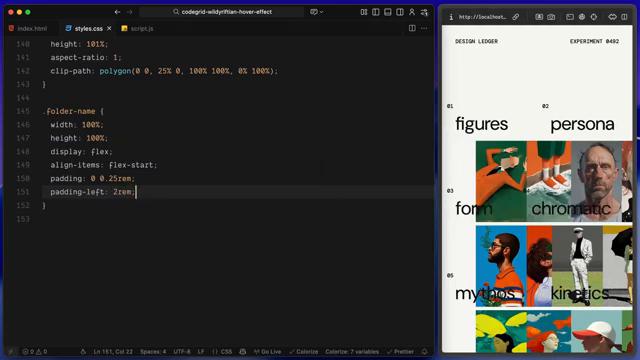 codegrid-wildyriftian-hover-effect
index.html
styles.css
script.js
140 height: 101%;
141 aspect-ratio: 1;
142 clip-path: polygon(0 0, 25% 0, 100% 100%, 0% 100%);
143 }
144
145 .folder-name {
146 width: 100%;
147 height: 100%;
148 display: flex;
149 align-items: flex-start;
150 padding: 0 0.25rem;
151 padding-left: 2rem;
152 }
153
Ln 151, Col 22 Spaces: 4 UTF-8 LF {} CSS Go Live Colorize Colorize: 7 variables Prettier
http://localhost...
DESIGN LEDGER EXPERIMENT 0492
01 figures
02 persona
03 form
chromatic
05 mythos
kinetics